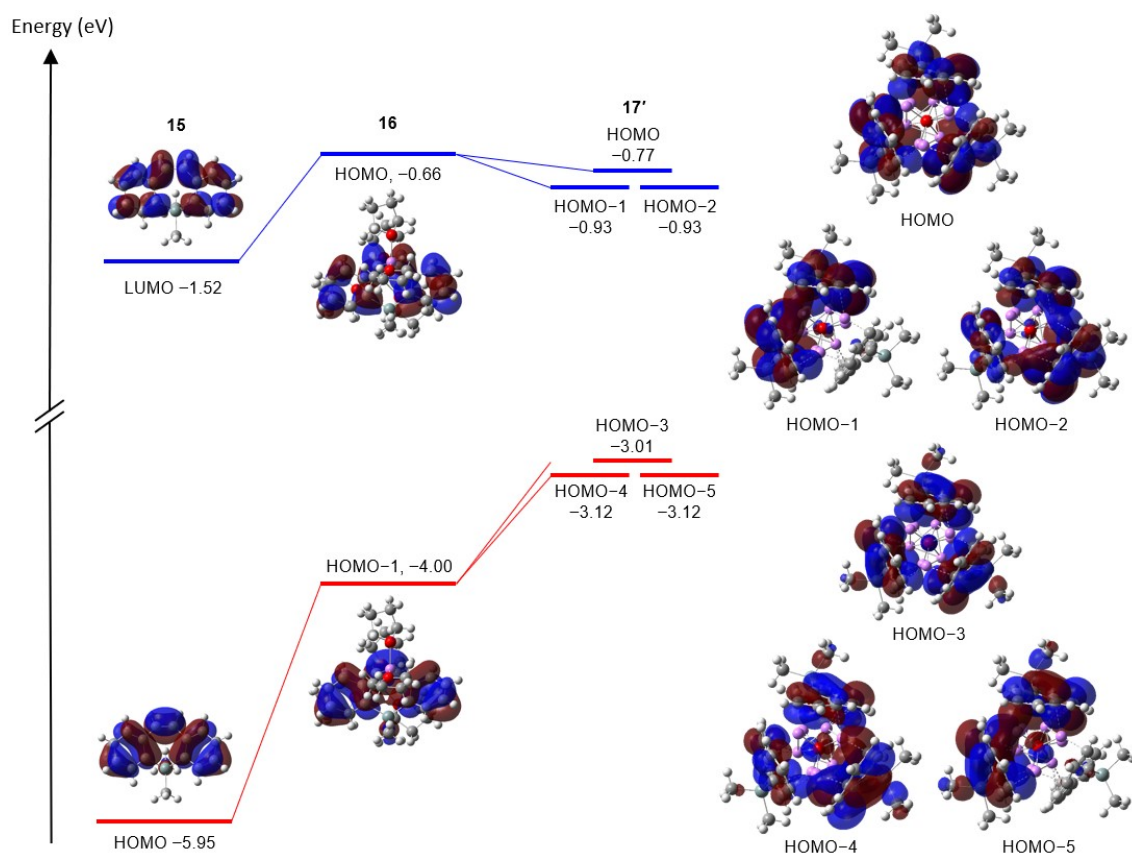 Energy (eV)
15
LUMO −1.52
HOMO −5.95
16
HOMO, −0.66
HOMO−1, −4.00
17′
HOMO
−0.77
HOMO−1
−0.93
HOMO−2
−0.93
HOMO−3
−3.01
HOMO−4
−3.12
HOMO−5
−3.12
HOMO
HOMO−1
HOMO−2
HOMO−3
HOMO−4
HOMO−5